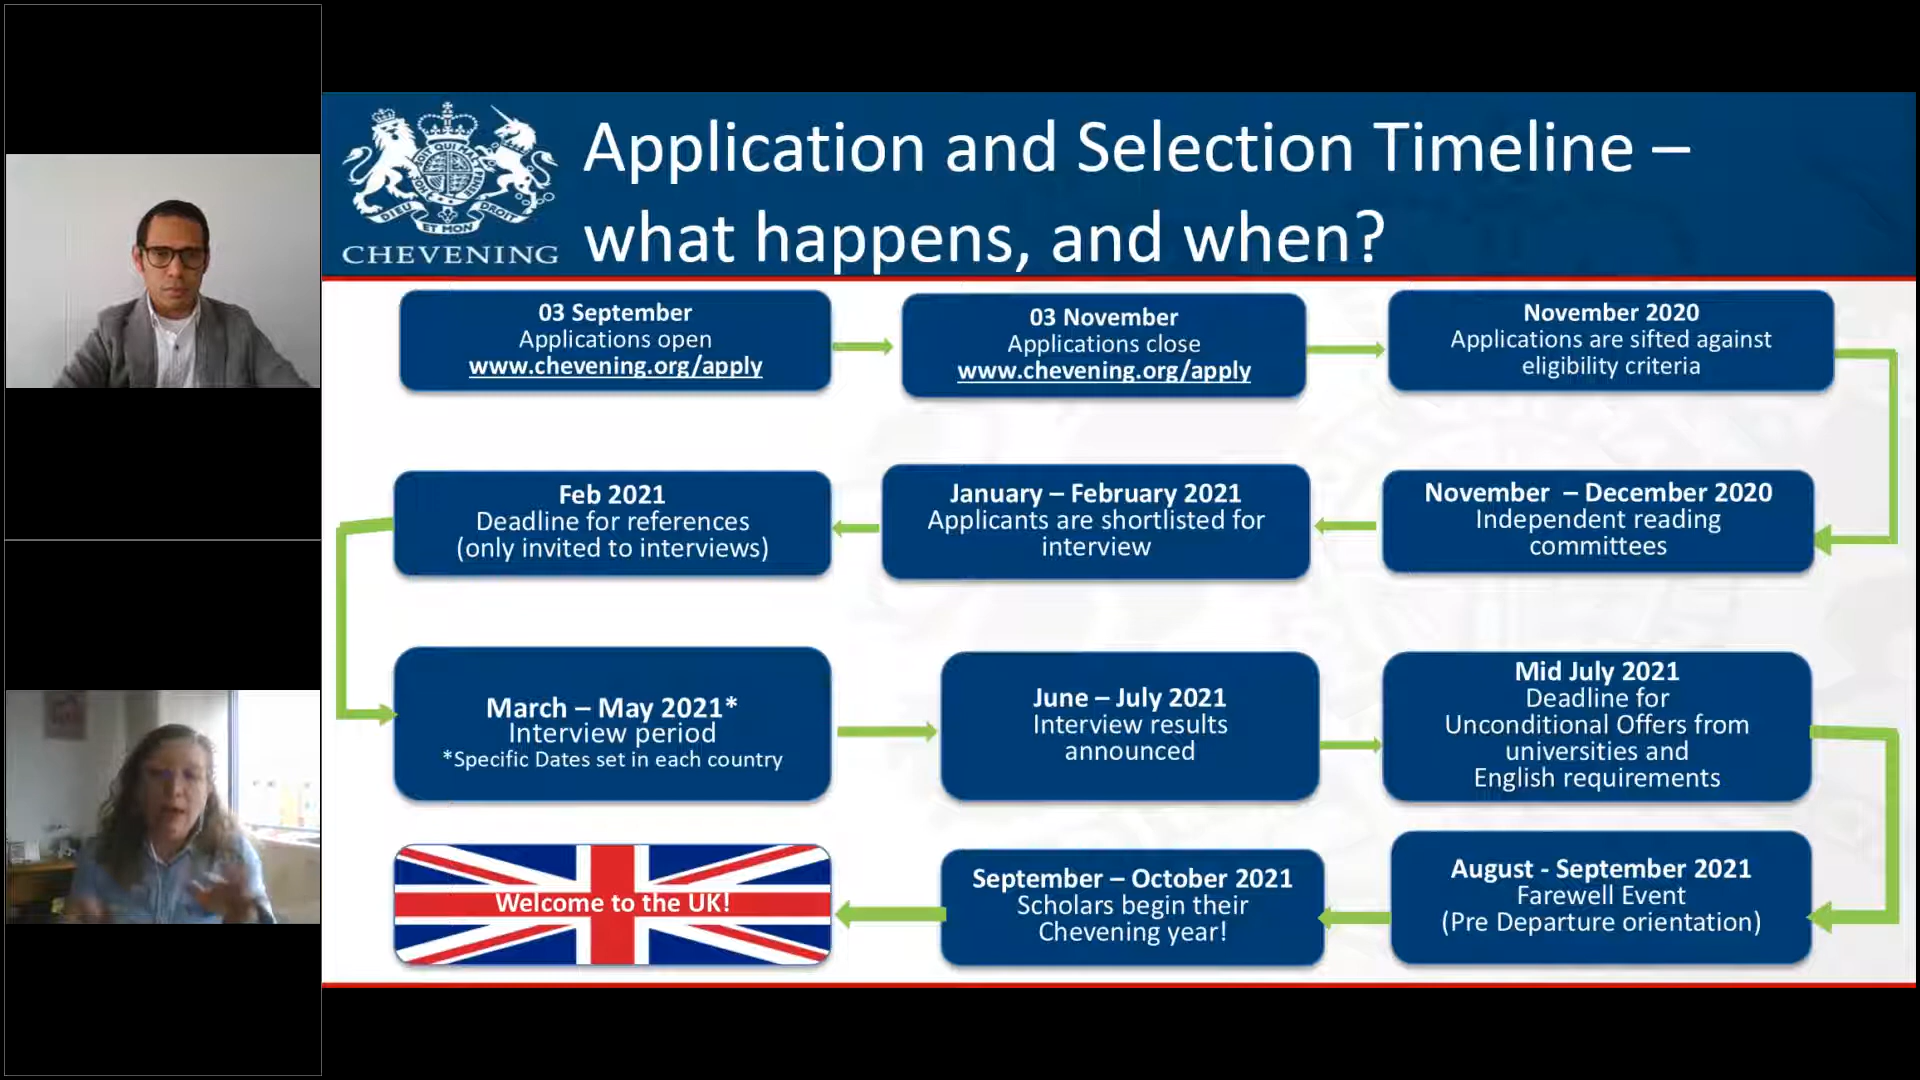 Application and Selection Timeline –
what happens, and when?
DIEU
ET MON
DROIT
CHEVENING
03 September
Applications open
www.chevening.org/apply
03 November
Applications close
www.chevening.org/apply
November 2020
Applications are sifted against
eligibility criteria
November – December 2020
Independent reading
committees
January – February 2021
Applicants are shortlisted for
interview
Feb 2021
Deadline for references
(only invited to interviews)
March – May 2021*
Interview period
*Specific Dates set in each country
June – July 2021
Interview results
announced
Mid July 2021
Deadline for
Unconditional Offers from
universities and
English requirements
August - September 2021
Farewell Event
(Pre Departure orientation)
September – October 2021
Scholars begin their
Chevening year!
Welcome to the UK!